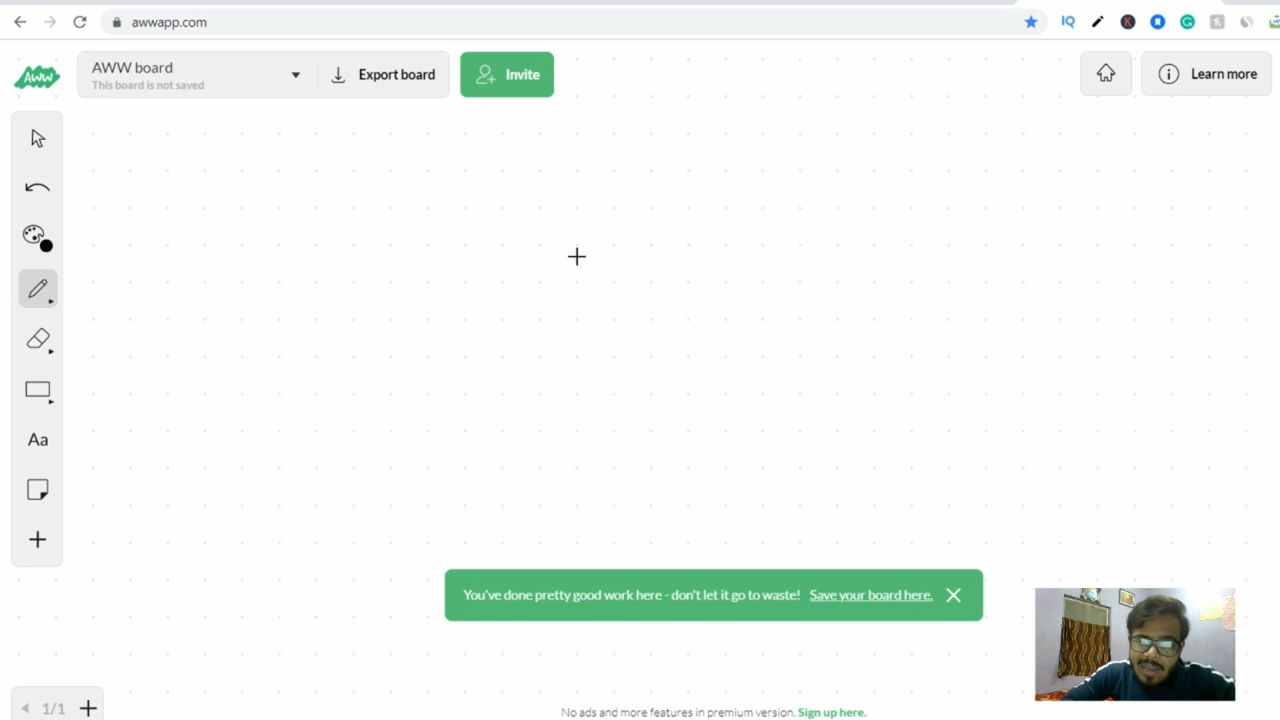 awwapp.com
IQ
K
AWW
AWW board
This board is not saved
Export board
Invite
Learn more
Aa
You've done pretty good work here - don't let it go to waste! Save your board here.
1/1
No ads and more features in premium version. Sign up here.